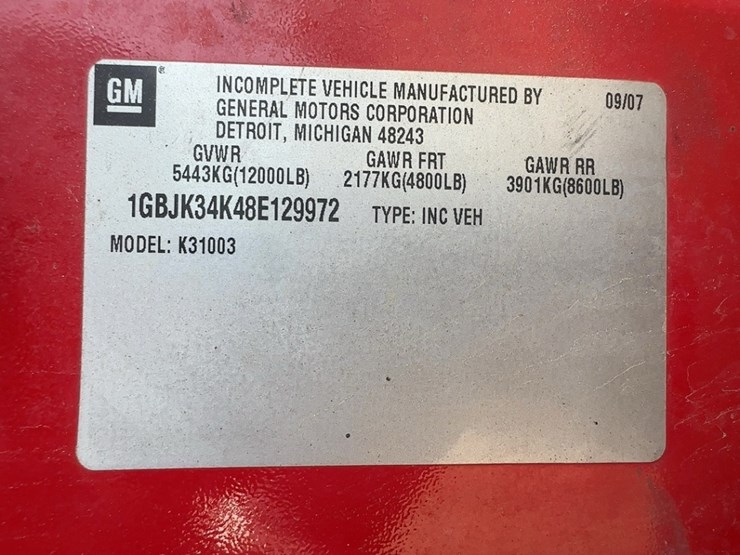 GM ®
INCOMPLETE VEHICLE MANUFACTURED BY 09/07
GENERAL MOTORS CORPORATION
DETROIT, MICHIGAN 48243
GVWR GAWR FRT GAWR RR
5443KG(12000LB) 2177KG(4800LB) 3901KG(8600LB)
1GBJK34K48E129972 TYPE: INC VEH
MODEL: K31003